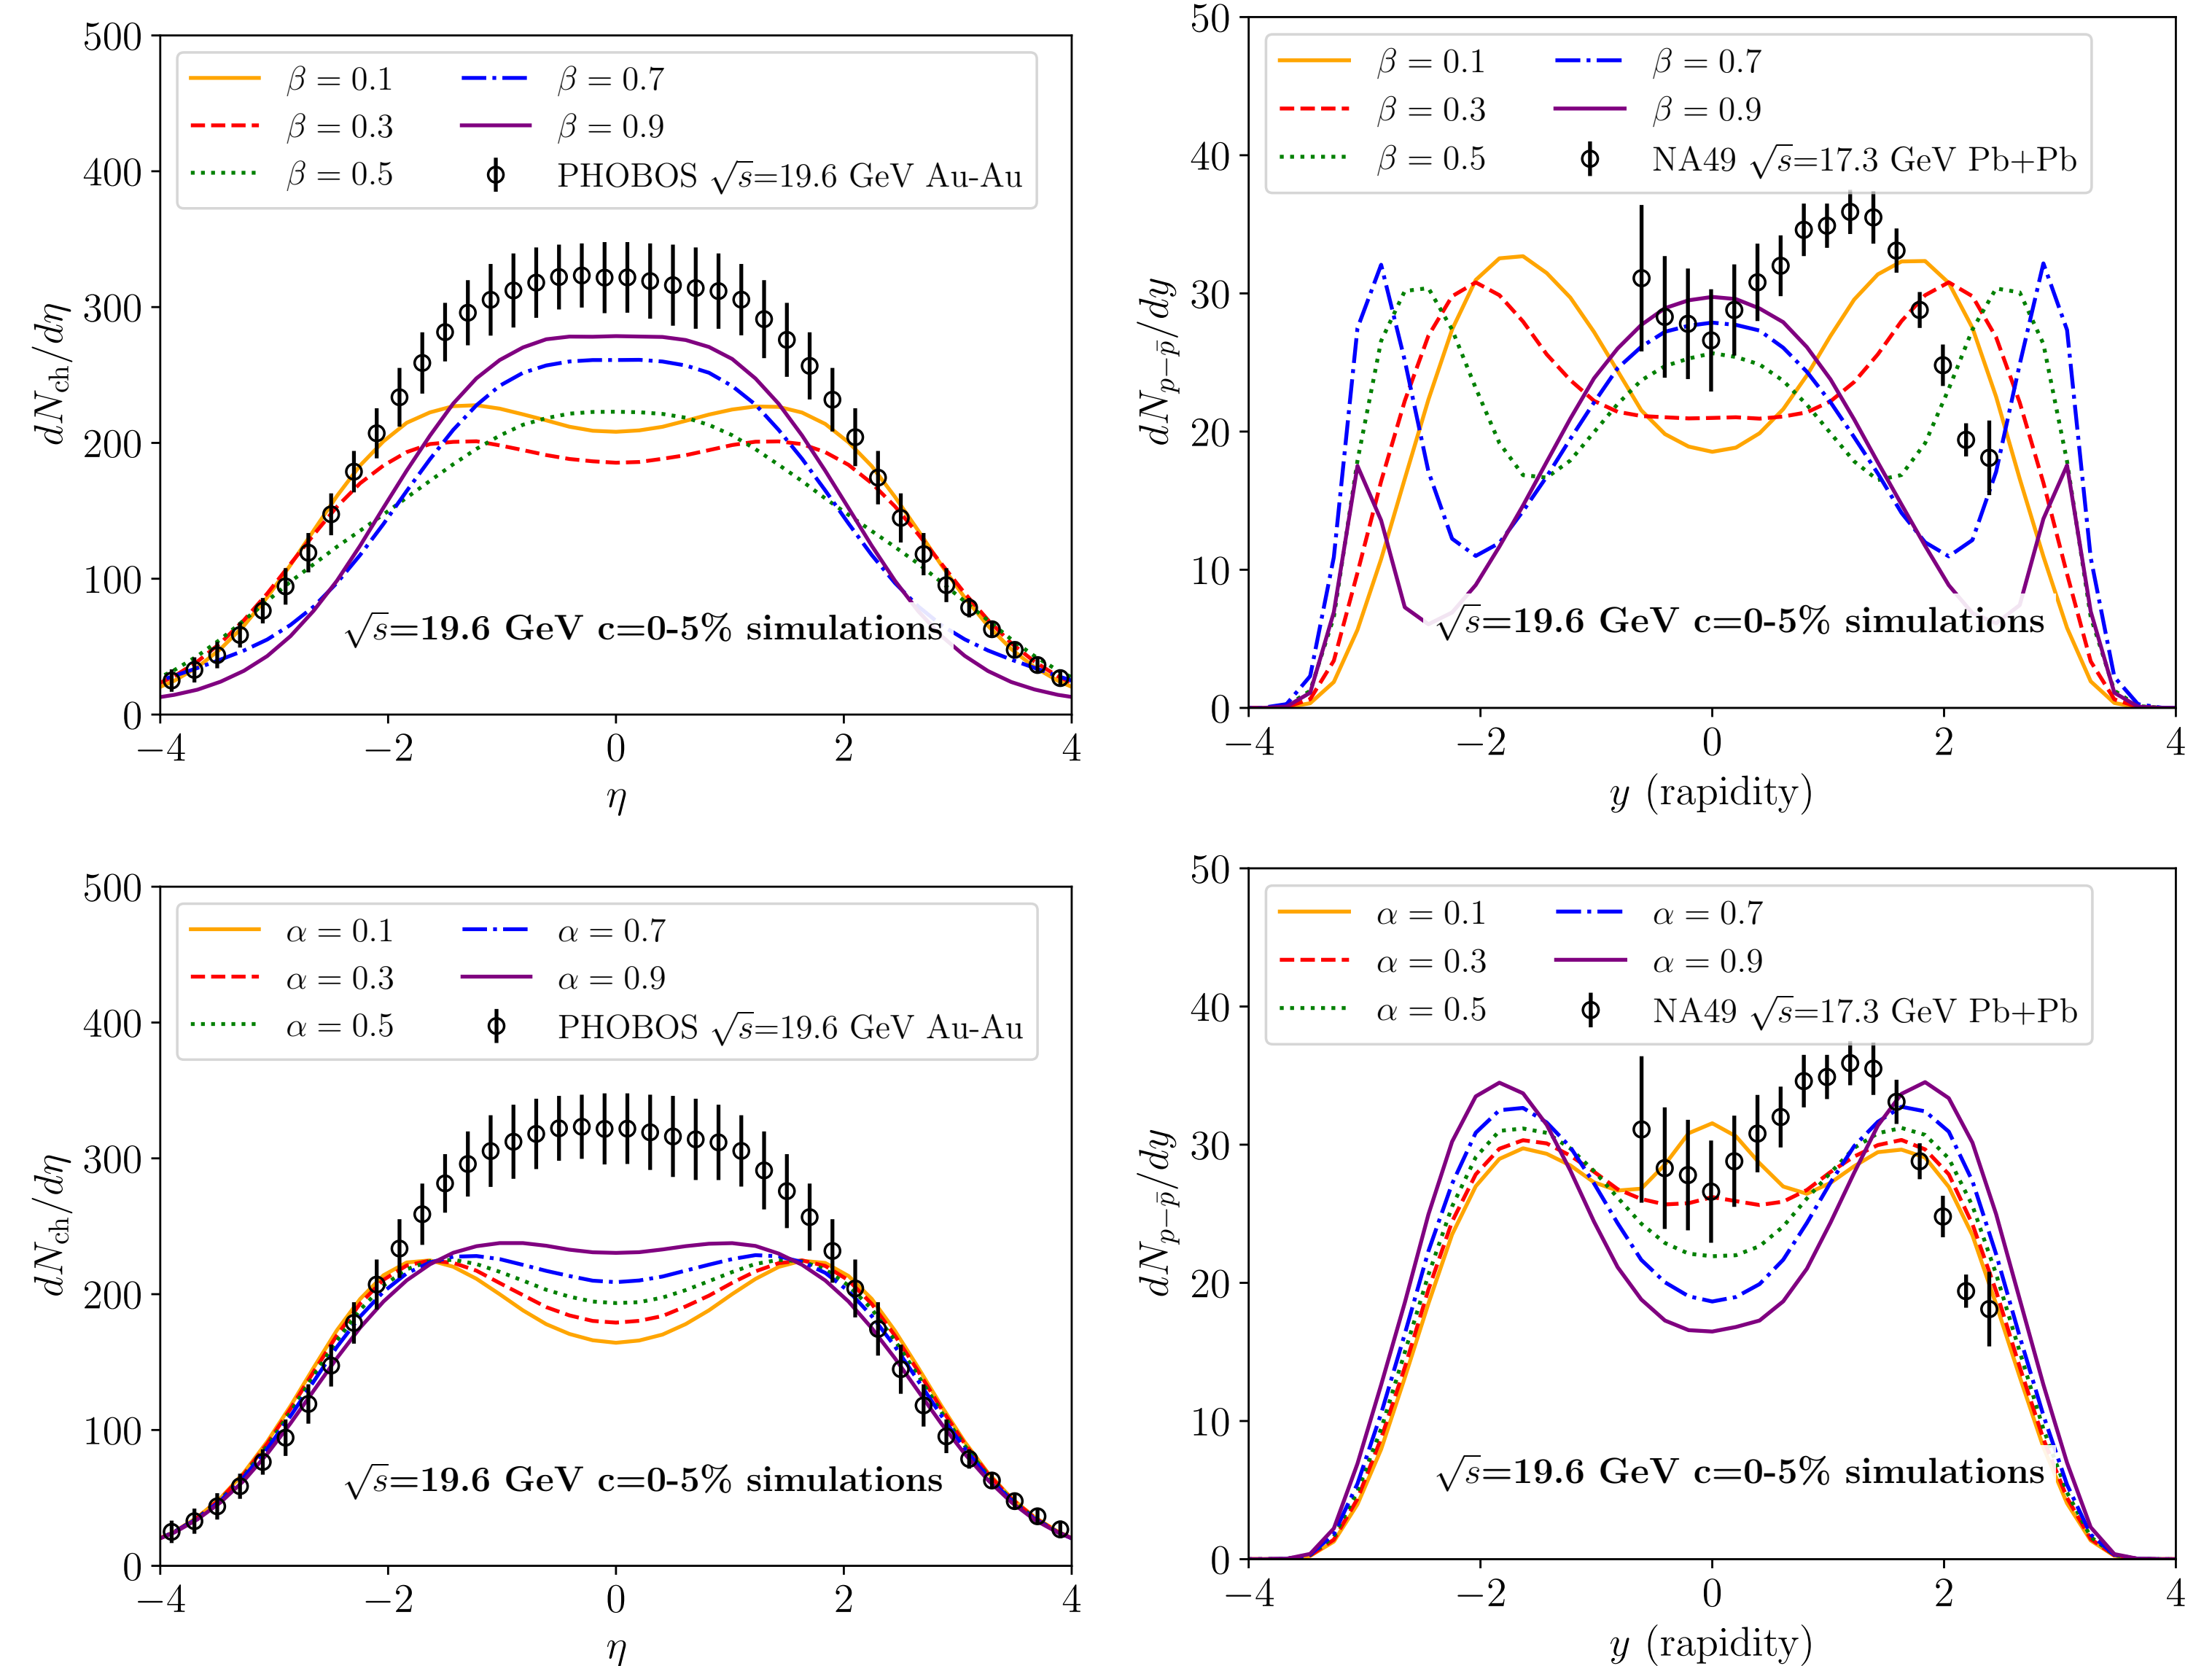 500
400
300
200
100
0
dN_ch/dη
β = 0.1
β = 0.3
β = 0.5
β = 0.7
β = 0.9
PHOBOS √s=19.6 GeV Au-Au
√s=19.6 GeV c=0-5% simulations
−4 −2 0 2 4
η
50
40
30
20
10
0
dN_{p−p̄}/dy
β = 0.1
β = 0.3
β = 0.5
β = 0.7
β = 0.9
NA49 √s=17.3 GeV Pb+Pb
√s=19.6 GeV c=0-5% simulations
−4 −2 0 2 4
y (rapidity)
500
400
300
200
100
0
dN_ch/dη
α = 0.1
α = 0.3
α = 0.5
α = 0.7
α = 0.9
PHOBOS √s=19.6 GeV Au-Au
√s=19.6 GeV c=0-5% simulations
−4 −2 0 2 4
η
50
40
30
20
10
0
dN_{p−p̄}/dy
α = 0.1
α = 0.3
α = 0.5
α = 0.7
α = 0.9
NA49 √s=17.3 GeV Pb+Pb
√s=19.6 GeV c=0-5% simulations
−4 −2 0 2 4
y (rapidity)